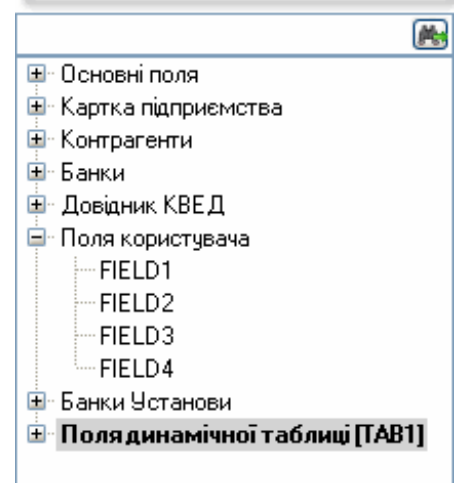 Основні поля
Картка підприємства
Контрагенти
Банки
Довідник КВЕД
Поля користувача
FIELD1
FIELD2
FIELD3
FIELD4
Банки Установи
Поля динамічної таблиці [TAB1]